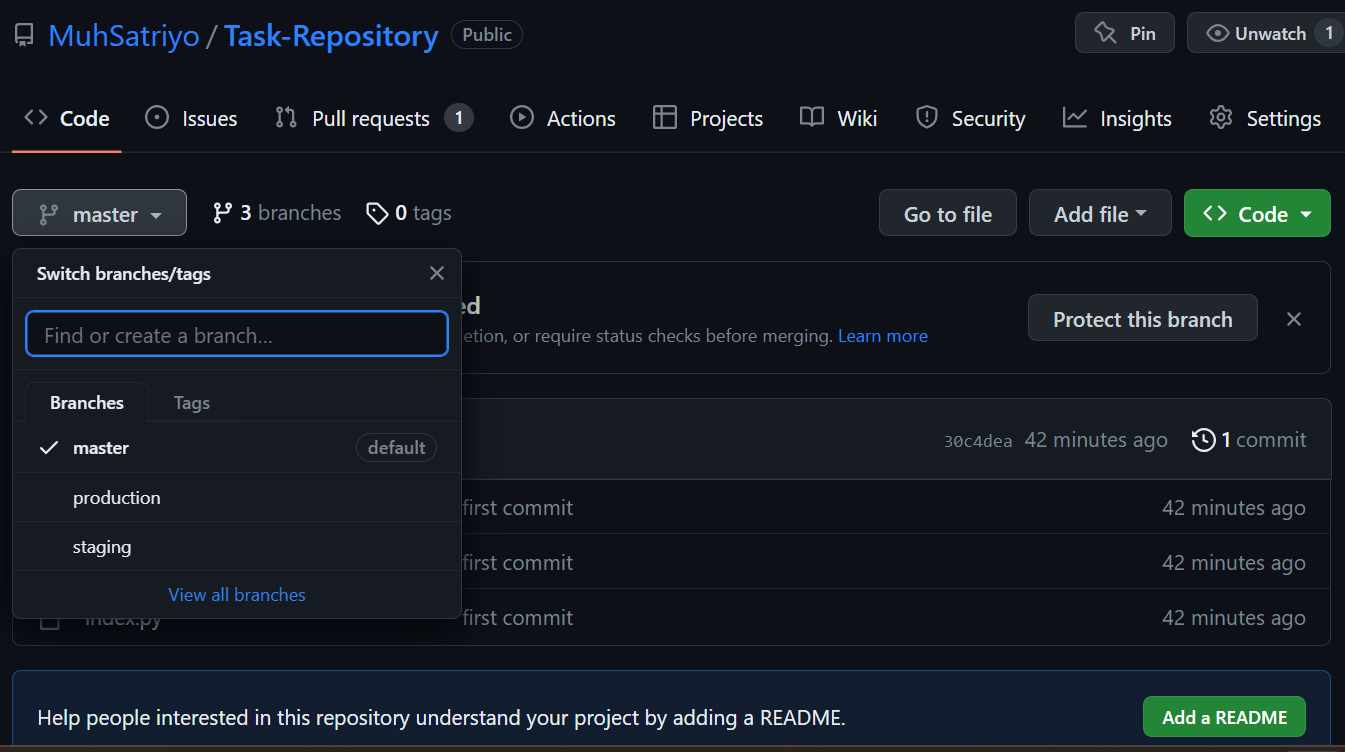 MuhSatriyo / Task-Repository Public
Pin
Unwatch 1
Code
Issues
Pull requests 1
Actions
Projects
Wiki
Security
Insights
Settings
master
3 branches
0 tags
Go to file
Add file
Code
Switch branches/tags
Find or create a branch...
Branches
Tags
master default
production
staging
View all branches
ed
etion, or require status checks before merging. Learn more
Protect this branch
30c4dea 42 minutes ago 1 commit
first commit 42 minutes ago
first commit 42 minutes ago
index.py first commit 42 minutes ago
Help people interested in this repository understand your project by adding a README.
Add a README